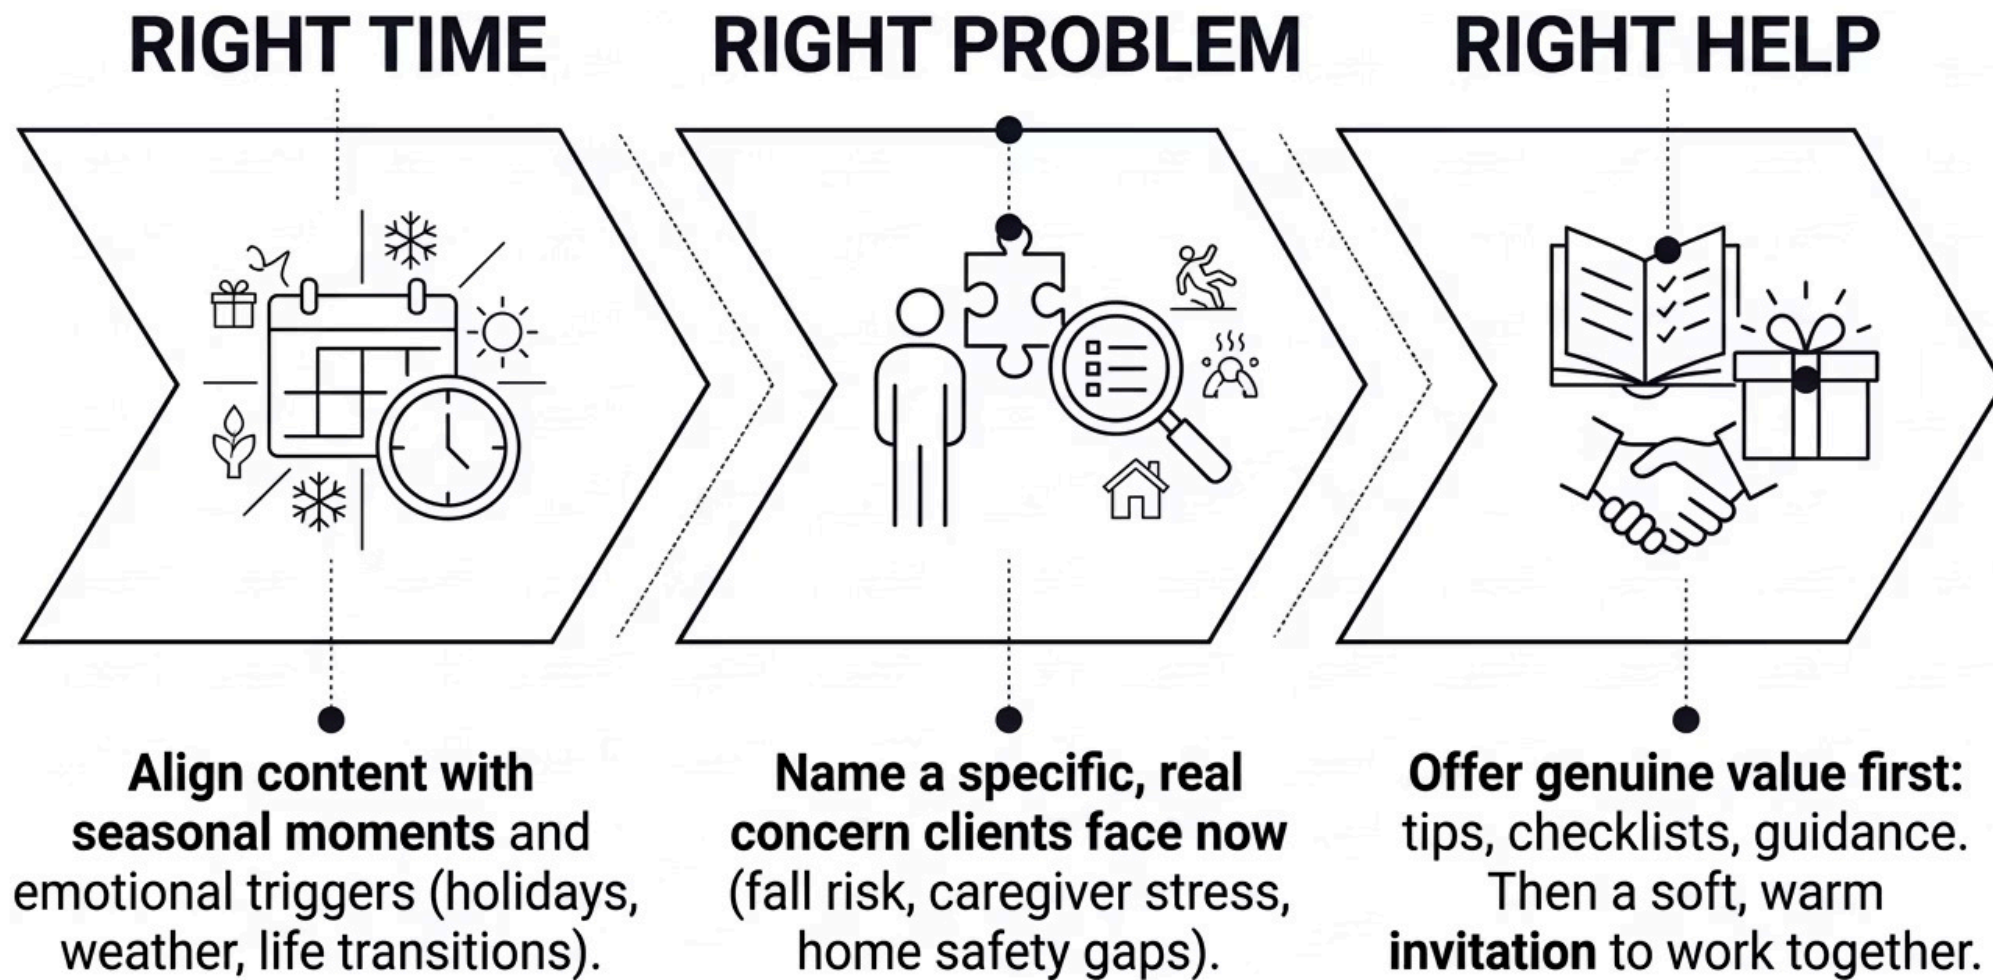 RIGHT TIME
RIGHT PROBLEM
RIGHT HELP
Align content with
seasonal moments and
emotional triggers (holidays,
weather, life transitions).
Name a specific, real
concern clients face now
(fall risk, caregiver stress,
home safety gaps).
Offer genuine value first:
tips, checklists, guidance.
Then a soft, warm
invitation to work together.